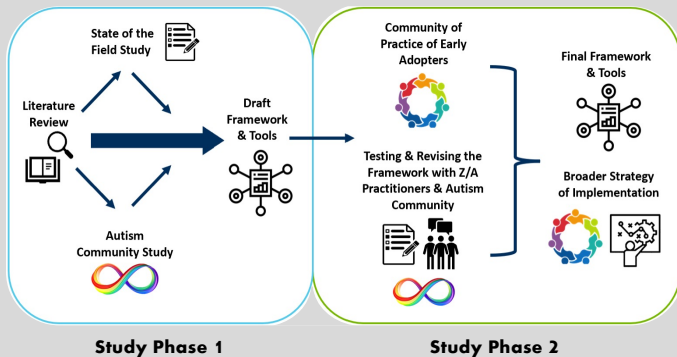 State of the
Field Study
Literature
Review
Draft
Framework
& Tools
Autism
Community Study
Community of
Practice of Early
Adopters
Testing & Revising the
Framework with Z/A
Practitioners & Autism
Community
Final Framework
& Tools
Broader Strategy
of Implementation
Study Phase 1
Study Phase 2